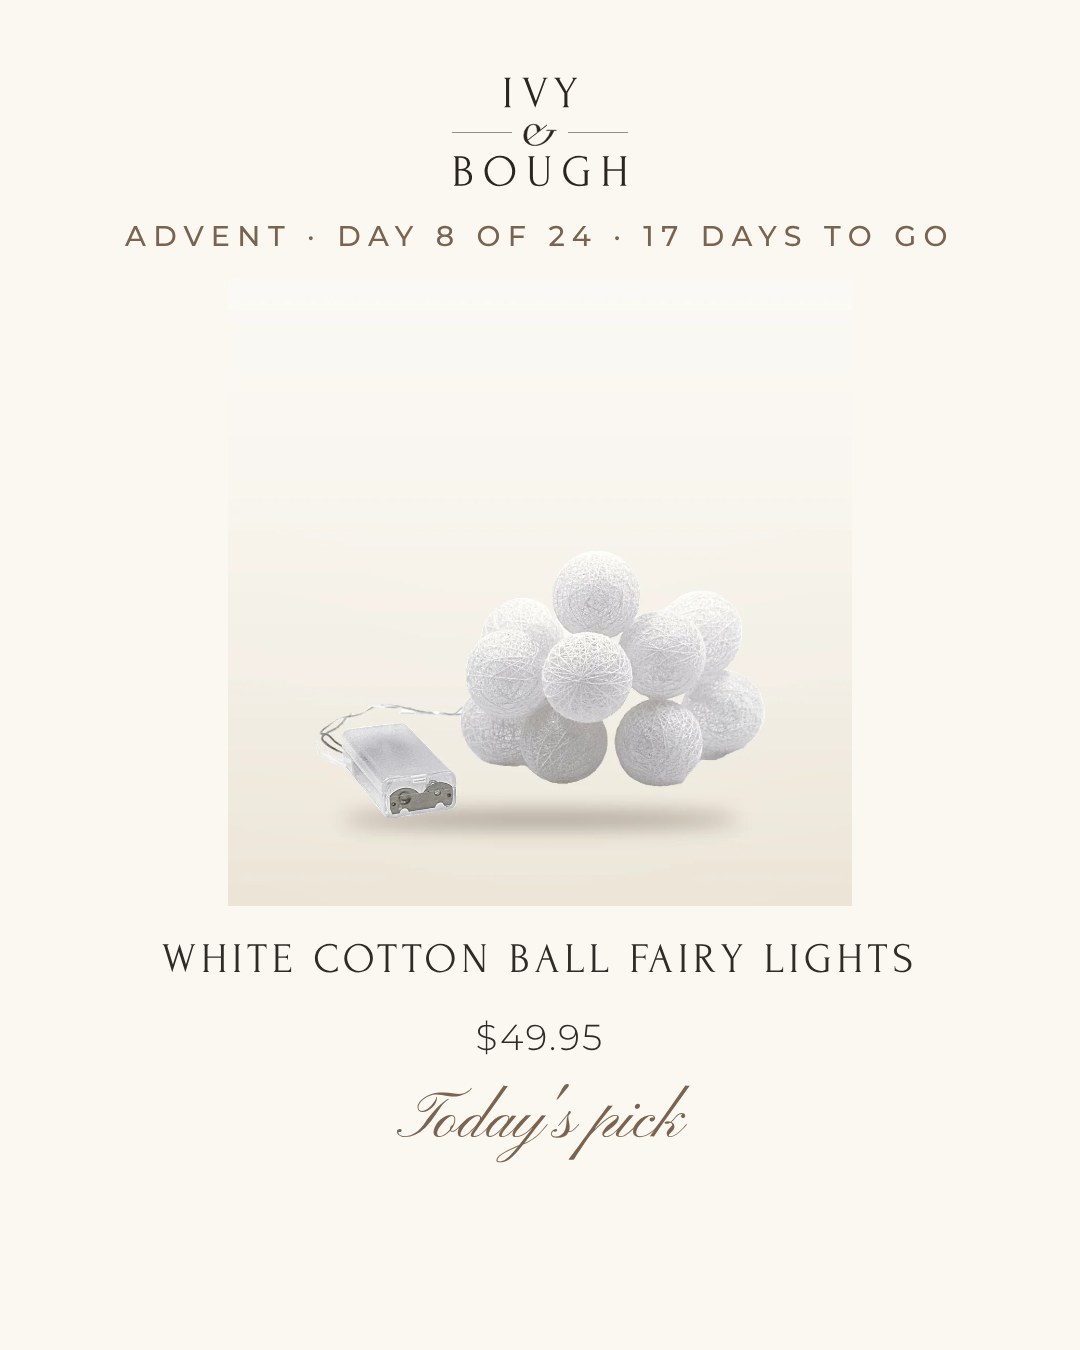 IVY
&
BOUGH
ADVENT · DAY 8 OF 24 · 17 DAYS TO GO
WHITE COTTON BALL FAIRY LIGHTS
$49.95
Today's pick